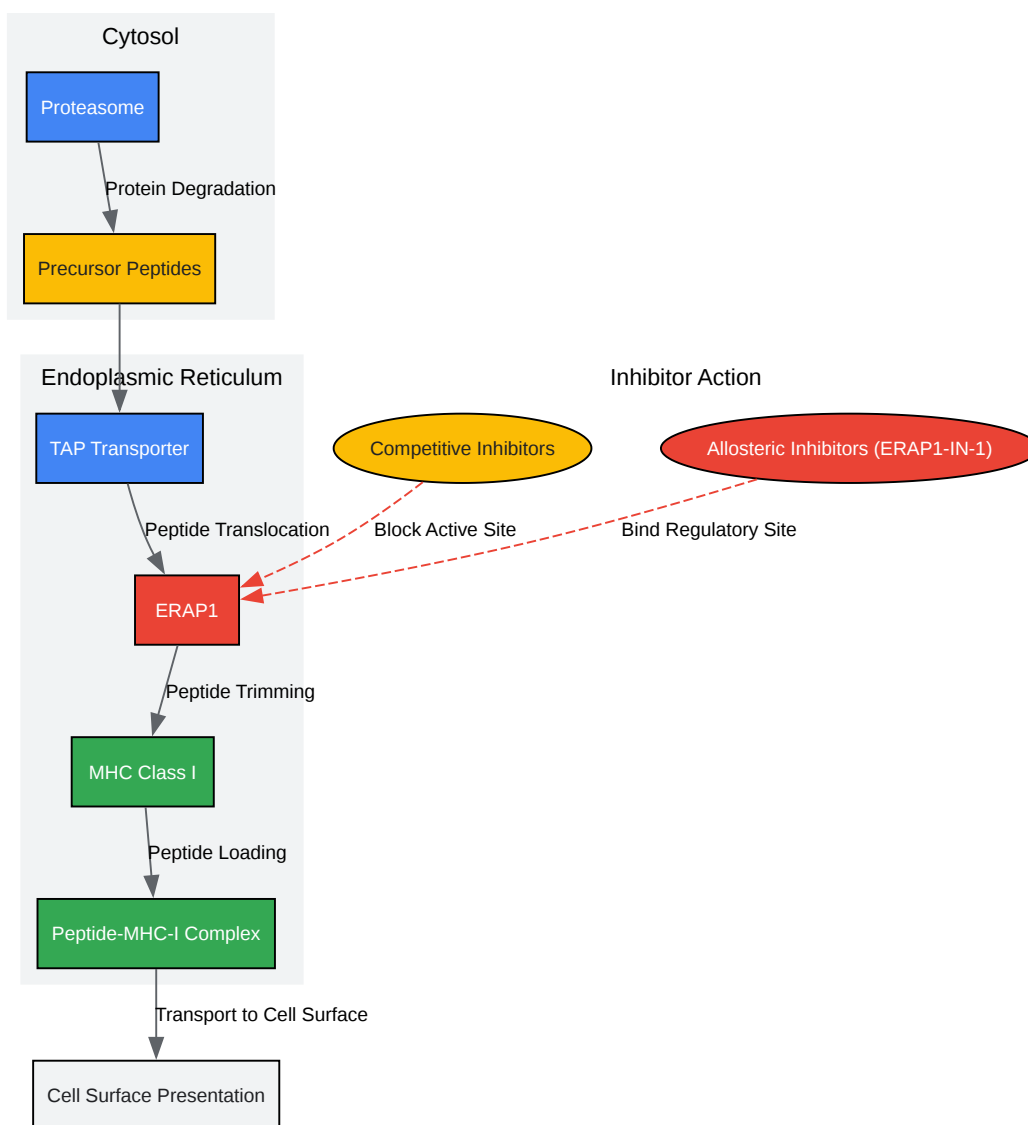 Cytosol
Proteasome
Protein Degradation
Precursor Peptides
Endoplasmic Reticulum
Inhibitor Action
TAP Transporter
Competitive Inhibitors
Allosteric Inhibitors (ERAP1-IN-1)
Peptide Translocation
Block Active Site
Bind Regulatory Site
ERAP1
Peptide Trimming
MHC Class I
Peptide Loading
Peptide-MHC-I Complex
Transport to Cell Surface
Cell Surface Presentation